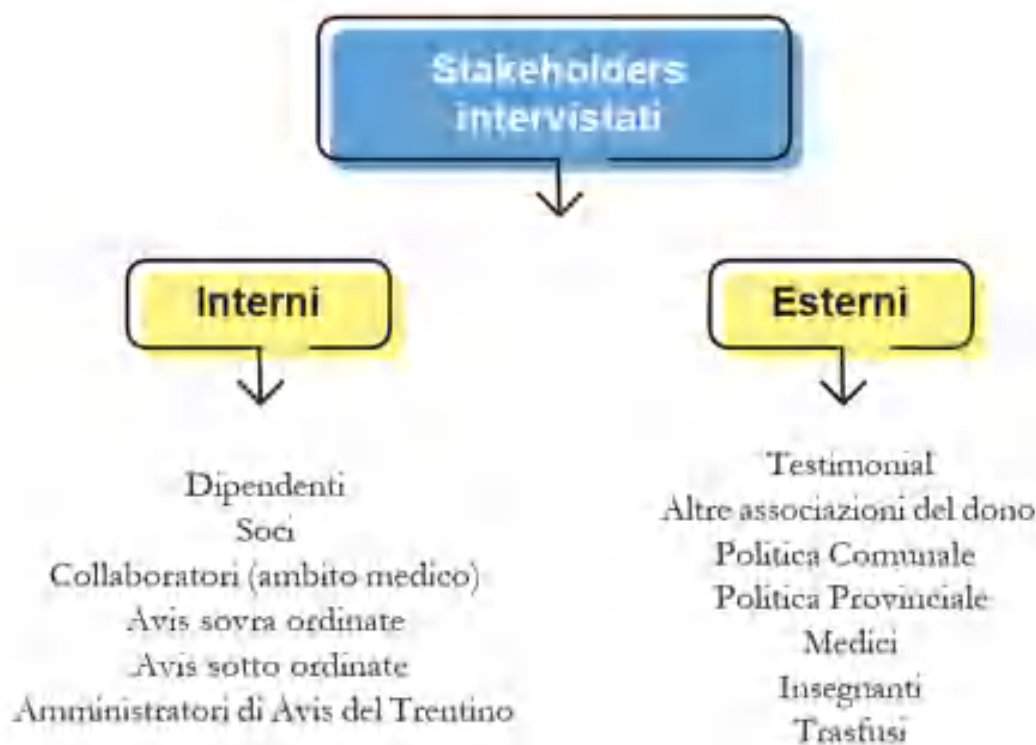 Stakeholders
intervistati
Interni
Dipendenti
Soci
Collaboratori (ambito medico)
Avis sovra ordinate
Avis sotto ordinate
Amministratori di Avis del Trentino
Esterni
Testimonial
Altre associazioni del dono
Politica Comunale
Politica Provinciale
Medici
Insegnanti
Trasfusi